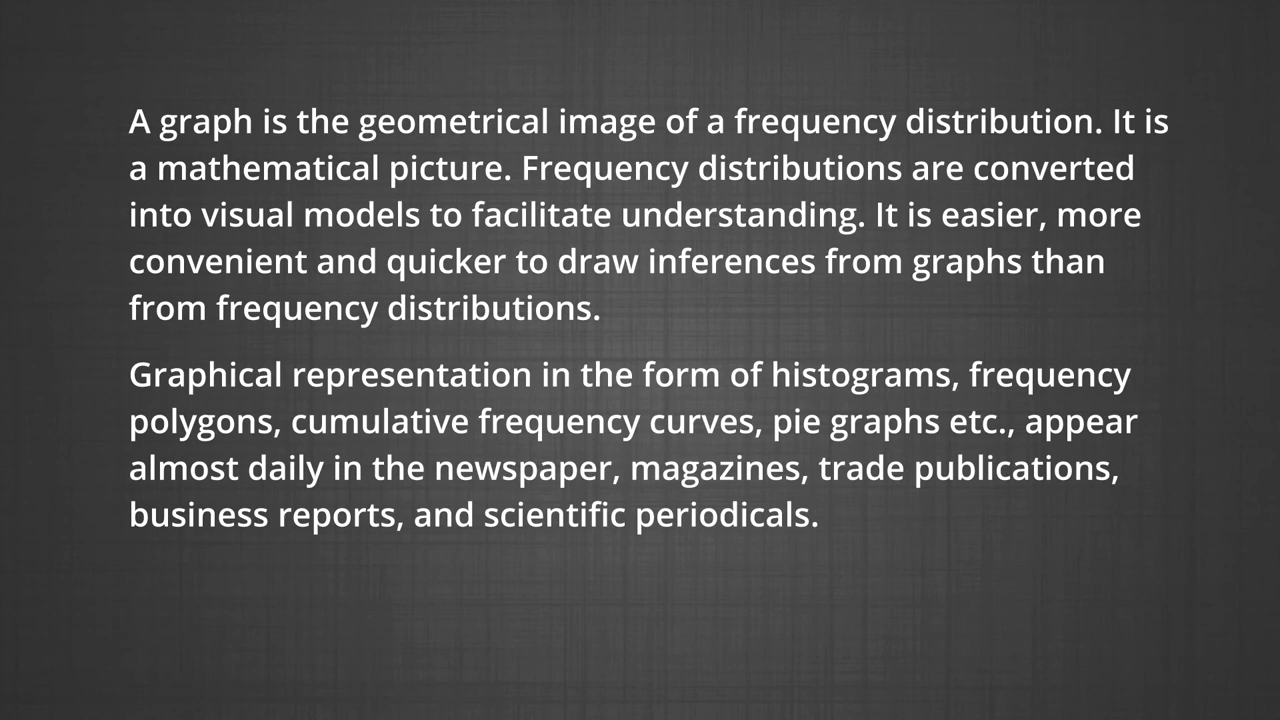 A graph is the geometrical image of a frequency distribution. It is
a mathematical picture. Frequency distributions are converted
into visual models to facilitate understanding. It is easier, more
convenient and quicker to draw inferences from graphs than
from frequency distributions.
Graphical representation in the form of histograms, frequency
polygons, cumulative frequency curves, pie graphs etc., appear
almost daily in the newspaper, magazines, trade publications,
business reports, and scientific periodicals.